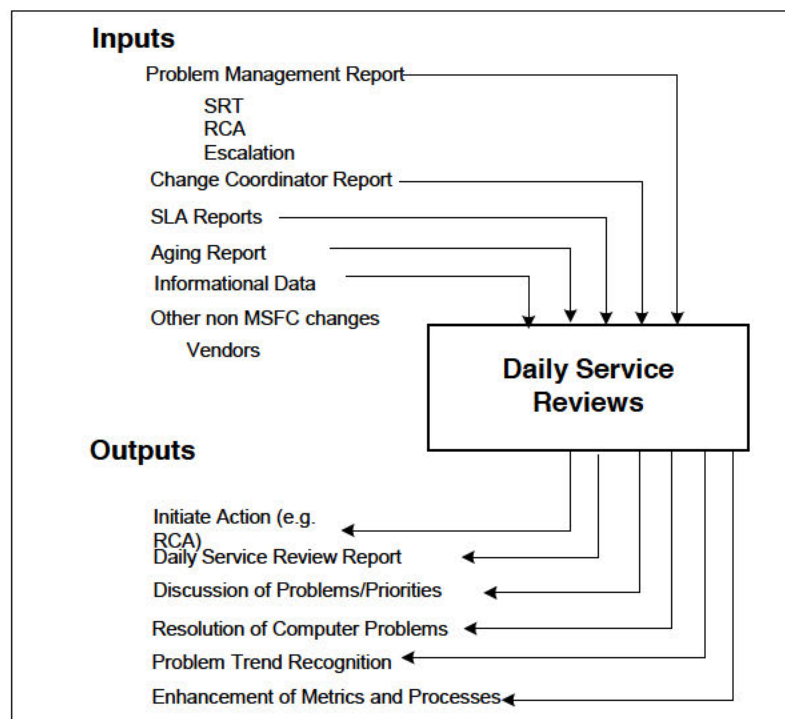 Inputs
Problem Management Report
SRT
RCA
Escalation
Change Coordinator Report
SLA Reports
Aging Report
Informational Data
Other non MSFC changes
Vendors
Daily Service
Reviews
Outputs
Initiate Action (e.g.
RCA)
Daily Service Review Report
Discussion of Problems/Priorities
Resolution of Computer Problems
Problem Trend Recognition
Enhancement of Metrics and Processes